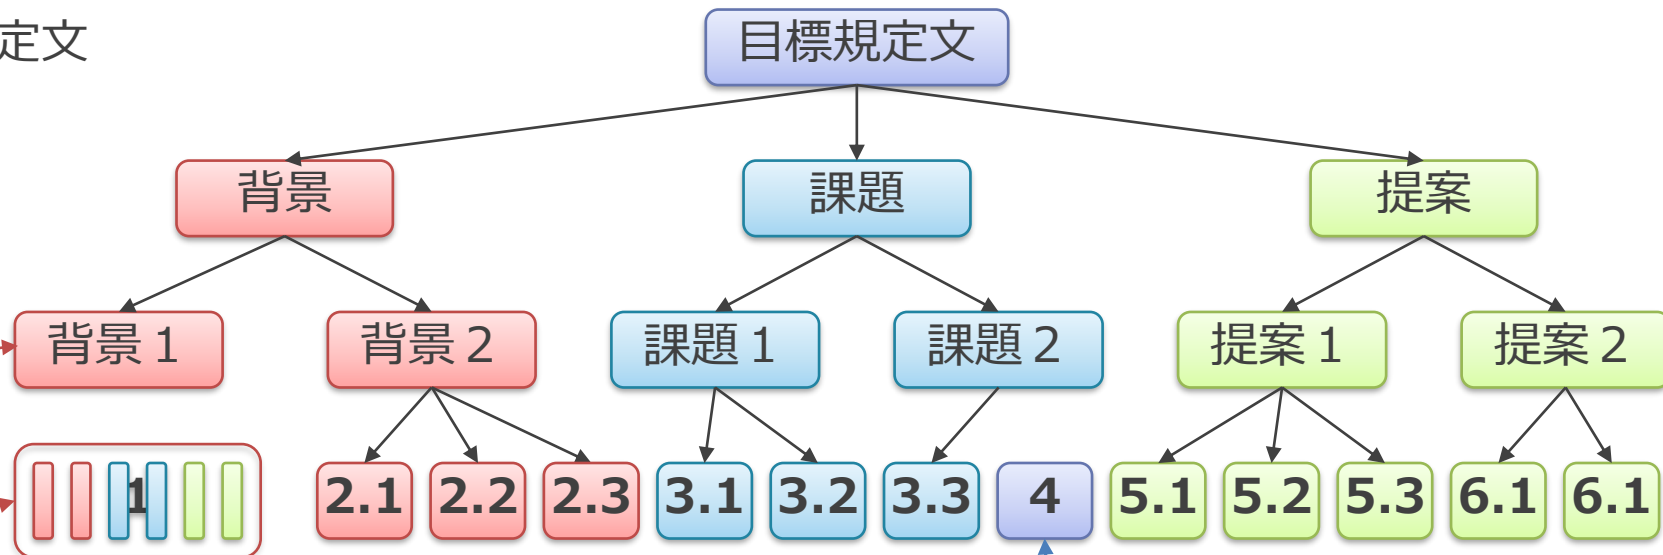 定文
目標規定文
背景
課題
提案
背景１
背景２
課題１
課題２
提案１
提案２
1
2.1
2.2
2.3
3.1
3.2
3.3
4
5.1
5.2
5.3
6.1
6.1